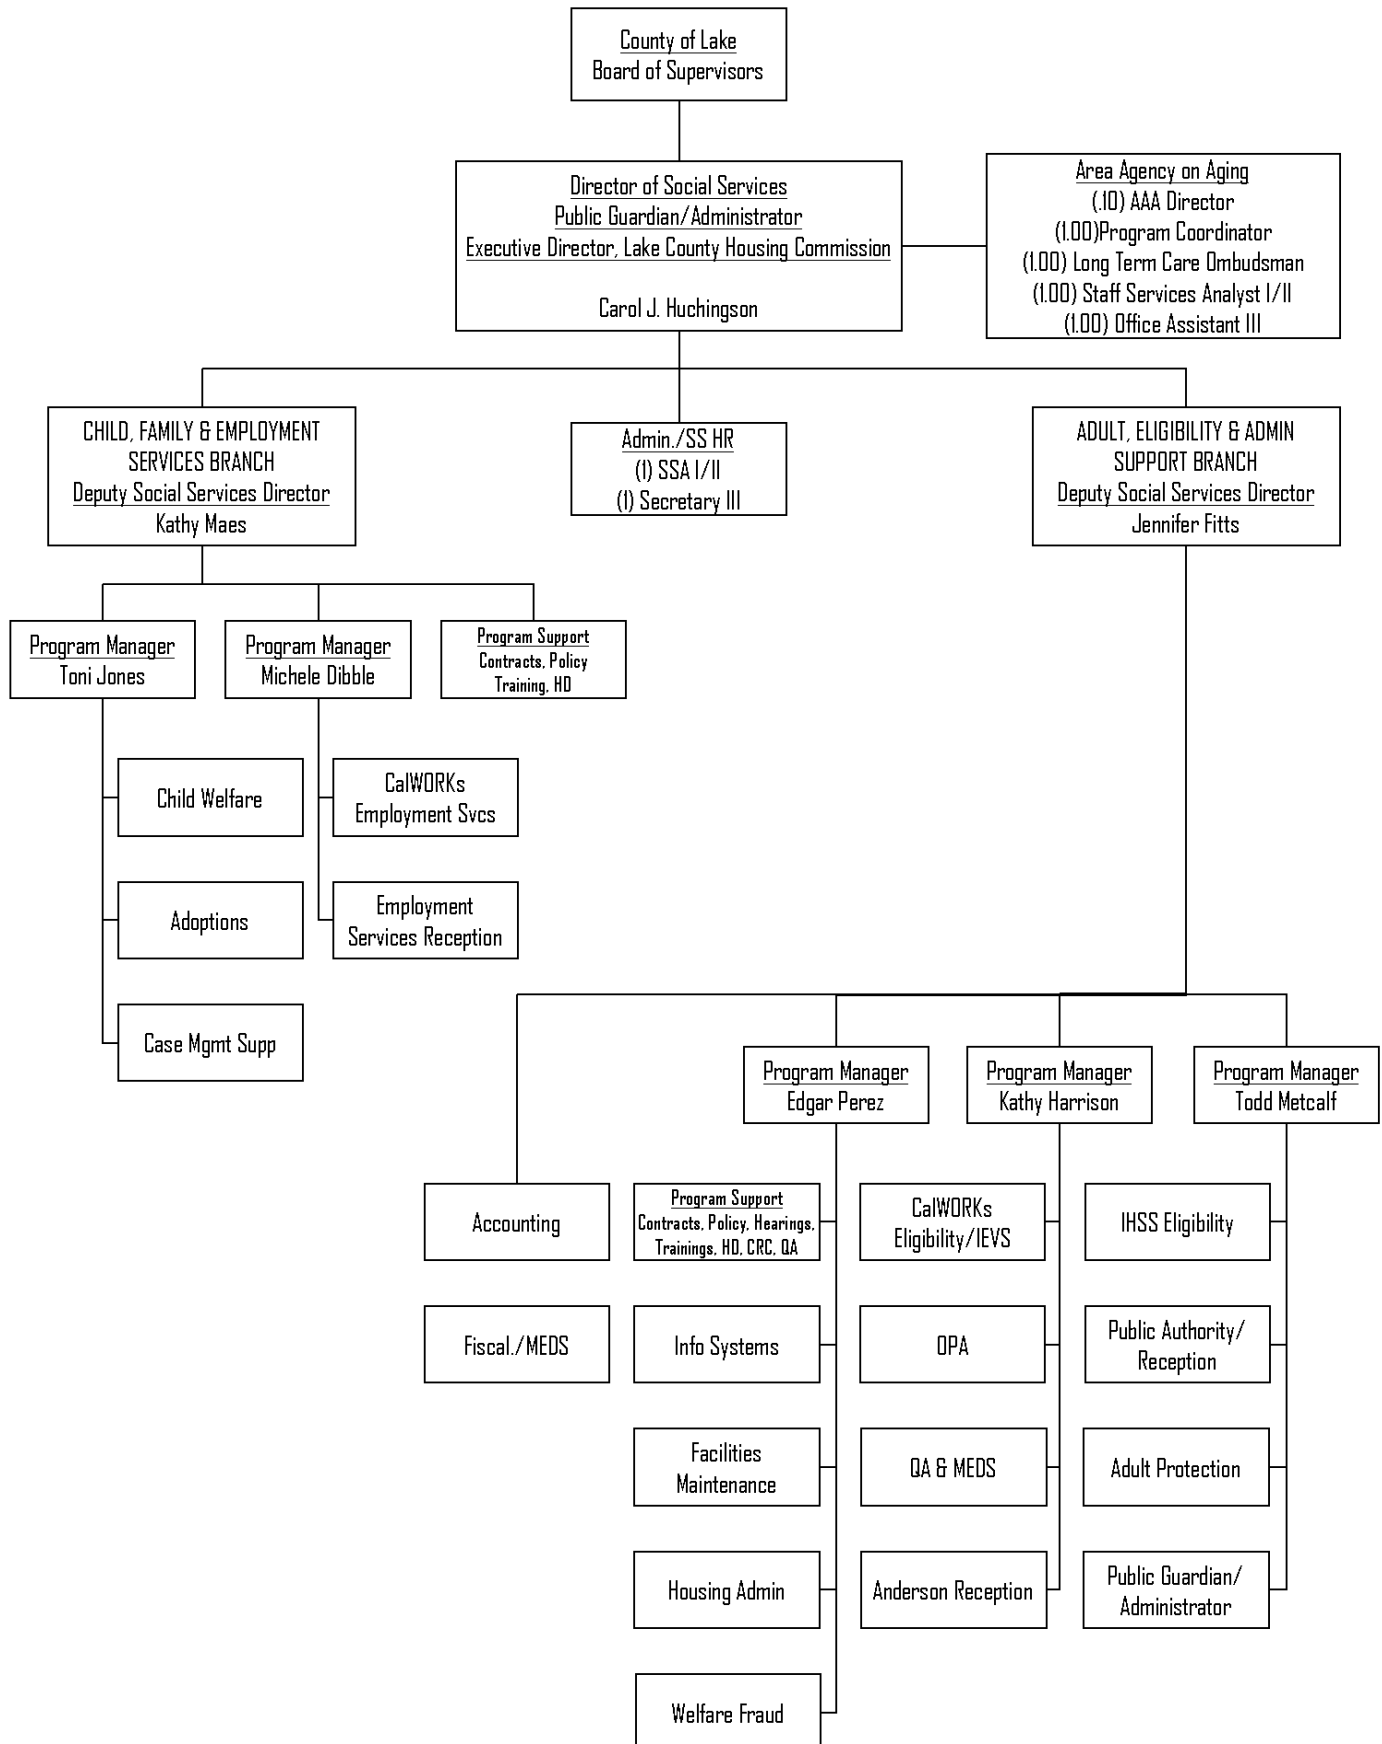 County of Lake
Board of Supervisors
Director of Social Services
Public Guardian/Administrator
Executive Director, Lake County Housing Commission
Carol J. Huchingson
Area Agency on Aging
(.10) AAA Director
(1.00)Program Coordinator
(1.00) Long Term Care Ombudsman
(1.00) Staff Services Analyst I/II
(1.00) Office Assistant III
CHILD, FAMILY & EMPLOYMENT
SERVICES BRANCH
Deputy Social Services Director
Kathy Maes
Admin./SS HR
(1) SSA I/II
(1) Secretary III
ADULT, ELIGIBILITY & ADMIN
SUPPORT BRANCH
Deputy Social Services Director
Jennifer Fitts
Program Manager
Toni Jones
Program Manager
Michele Dibble
Program Support
Contracts, Policy
Training, HD
Child Welfare
CalWORKs
Employment Svcs
Adoptions
Employment
Services Reception
Case Mgmt Supp
Program Manager
Edgar Perez
Program Manager
Kathy Harrison
Program Manager
Todd Metcalf
Accounting
Program Support
Contracts, Policy, Hearings,
Trainings, HD, CRC, QA
CalWORKs
Eligibility/IEVS
IHSS Eligibility
Fiscal./MEDS
Info Systems
OPA
Public Authority/
Reception
Facilities
Maintenance
QA & MEDS
Adult Protection
Housing Admin
Anderson Reception
Public Guardian/
Administrator
Welfare Fraud